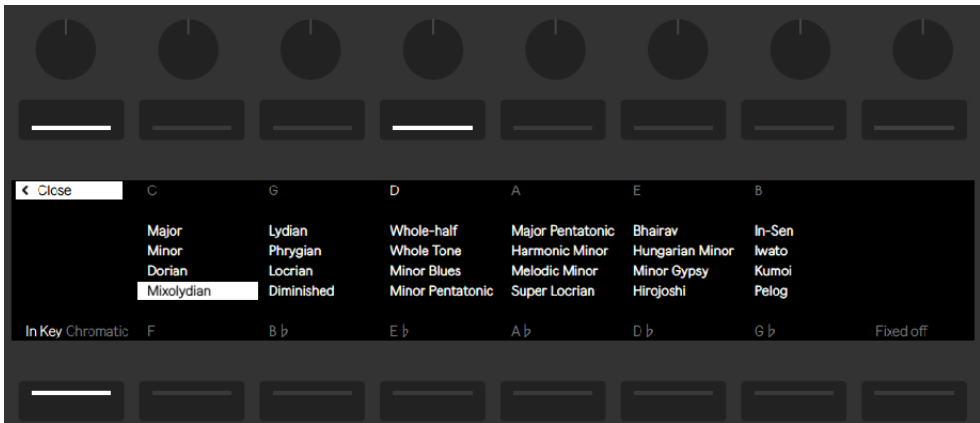 < Close C G D A E B
Major Lydian Whole-half Major Pentatonic Bhairav In-Sen
Minor Phrygian Whole Tone Harmonic Minor Hungarian Minor Iwato
Dorian Locrian Minor Blues Melodic Minor Minor Gypsy Kumoi
Mixolydian Diminished Minor Pentatonic Super Locrian Hirojoshi Pelog
In Key Chromatic F B♭ E♭ A♭ D♭ G♭ Fixed off